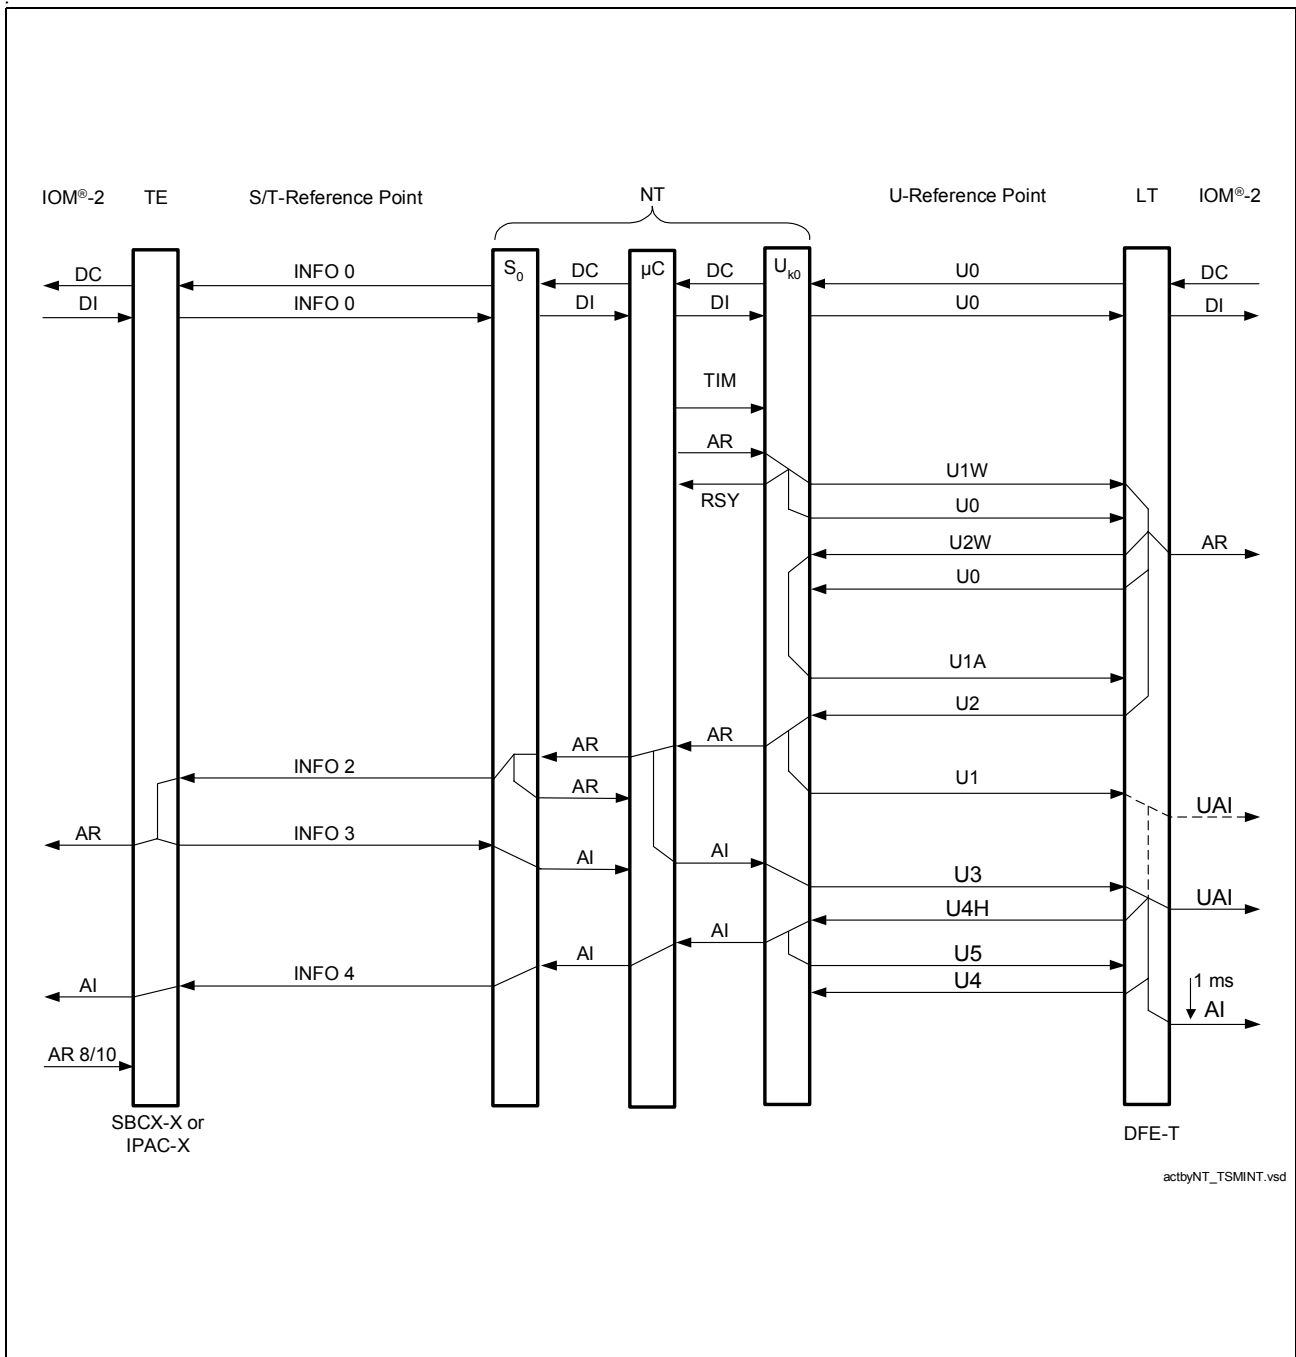 IOM®-2 TE S/T-Reference Point NT U-Reference Point LT IOM®-2
S0 µC Uk0
DC INFO 0 DC DC U0 DC
DI INFO 0 DI DI U0 DI
TIM
AR
U1W
RSY
U0
U2W AR
U0
U1A
U2
AR
AR
INFO 2
AR
U1
UAI
AR INFO 3
AI AI
U3
UAI
U4H
AI
AI
U5
INFO 4
U4
1 ms
AI
AI
AR 8/10
SBCX-X or
IPAC-X
DFE-T
actbyNT_TSMINT.vsd